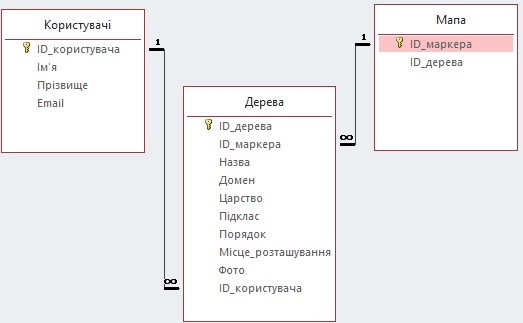 Користувачі
ID_користувача
Ім'я
Прізвище
Email
1
∞
Дерева
ID_дерева
ID_маркера
Назва
Домен
Царство
Підклас
Порядок
Місце_розташування
Фото
ID_користувача
1
∞
Мапа
ID_маркера
ID_дерева